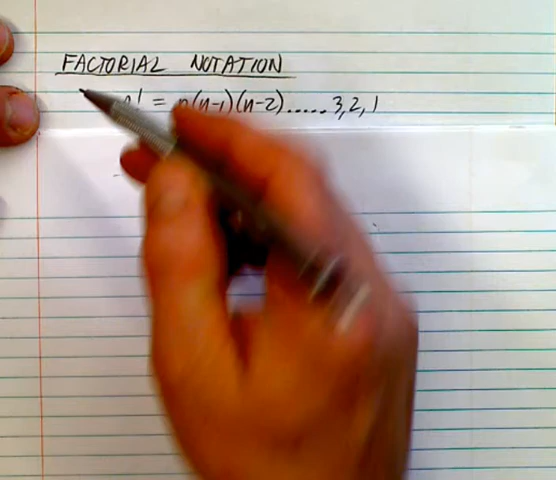 FACTORIAL NOTATION
n! = n(n-1)(n-2)..... 3,2,1